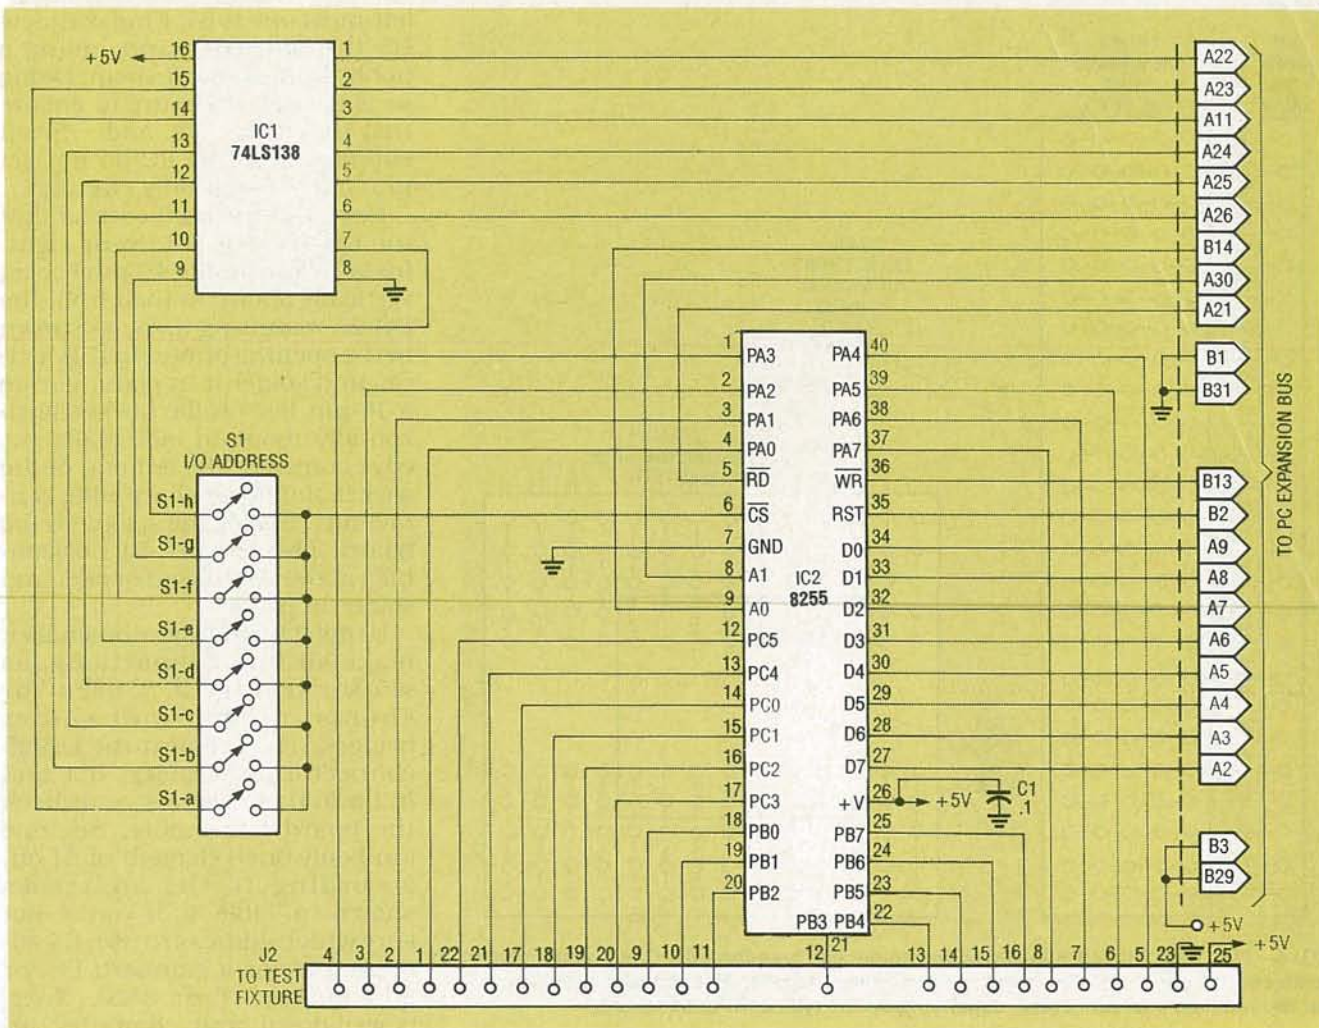 +5V
16
15
14
13
12
11
10
9
IC1
74LS138
1
2
3
4
5
6
7
8
A22
A23
A11
A24
A25
A26
B14
A30
A21
B1
B31
B13
B2
A9
A8
A7
A6
A5
A4
A3
A2
B3
B29
+5V
TO PC EXPANSION BUS
S1
I/O ADDRESS
S1-h
S1-g
S1-f
S1-e
S1-d
S1-c
S1-b
S1-a
1 PA3 PA4 40
2 PA2 PA5 39
3 PA1 PA6 38
4 PA0 PA7 37
5 RD WR 36
6 CS RST 35
7 GND D0 34
8 A1 D1 33
IC2
8255
9 A0 D2 32
12 PC5 D3 31
13 PC4 D4 30
14 PC0 D5 29
15 PC1 D6 28
16 PC2 D7 27
17 PC3 +V 26
18 PB0 PB7 25
19 PB1 PB6 24
20 PB2 PB5 23
PB3 PB4 22
21
+5V
C1
.1
J2
TO TEST
FIXTURE
4 3 2 1 22 21 17 18 19 20 9 10 11 12 13 14 15 16 8 7 6 5 23 25
+5V